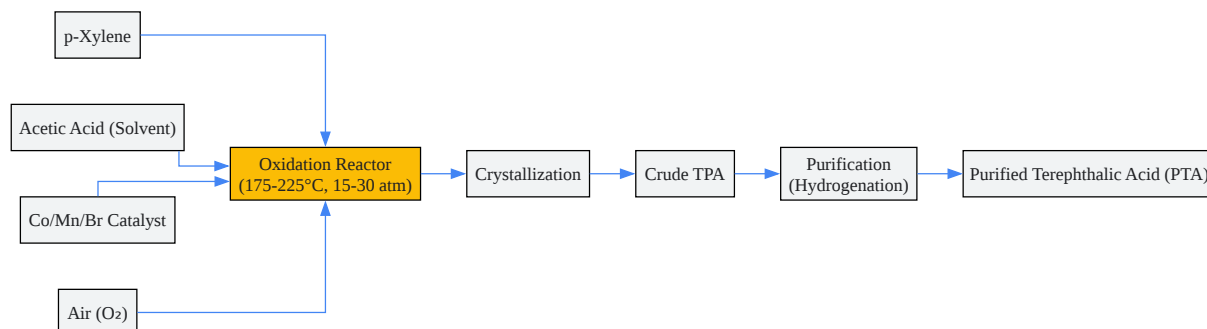 p-Xylene
Acetic Acid (Solvent)
Co/Mn/Br Catalyst
Air (O₂)
Oxidation Reactor
(175-225°C, 15-30 atm)
Crystallization
Crude TPA
Purification
(Hydrogenation)
Purified Terephthalic Acid (PTA)